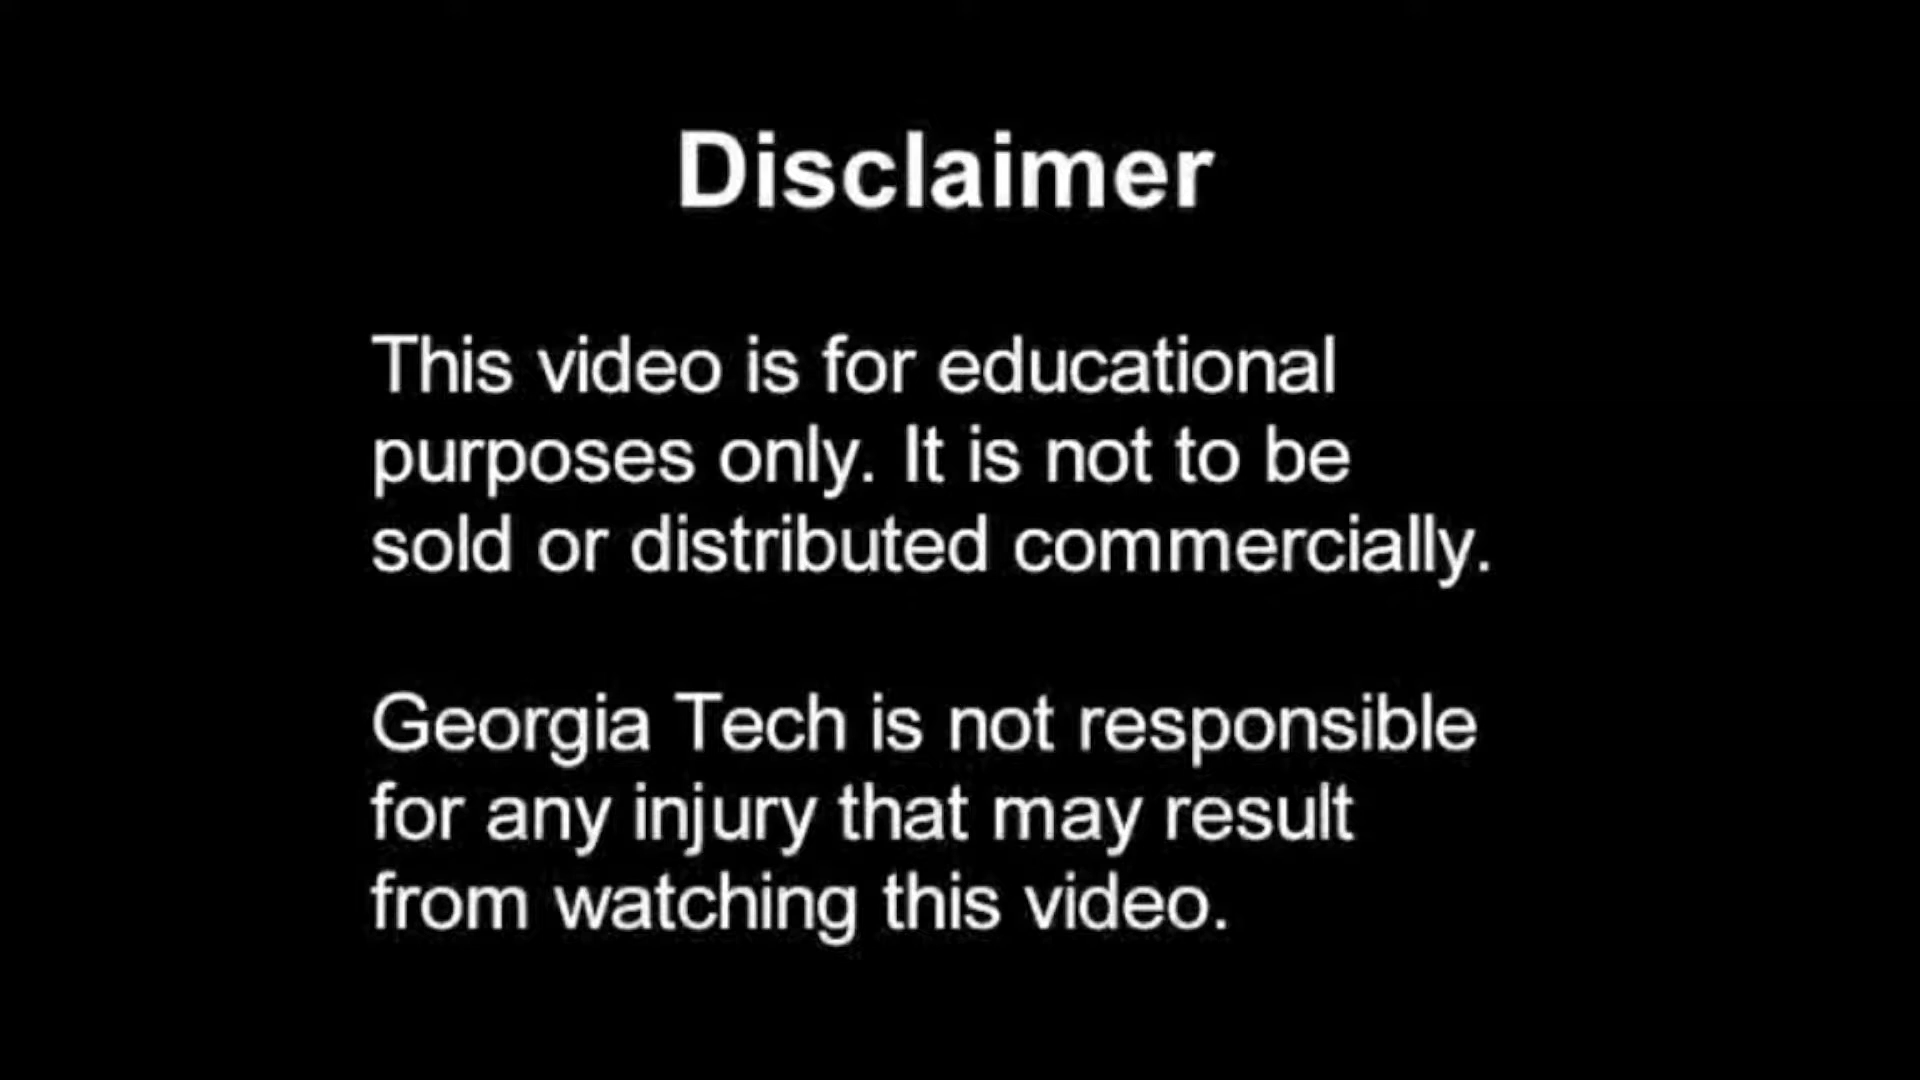 Disclaimer
This video is for educational
purposes only. It is not to be
sold or distributed commercially.
Georgia Tech is not responsible
for any injury that may result
from watching this video.